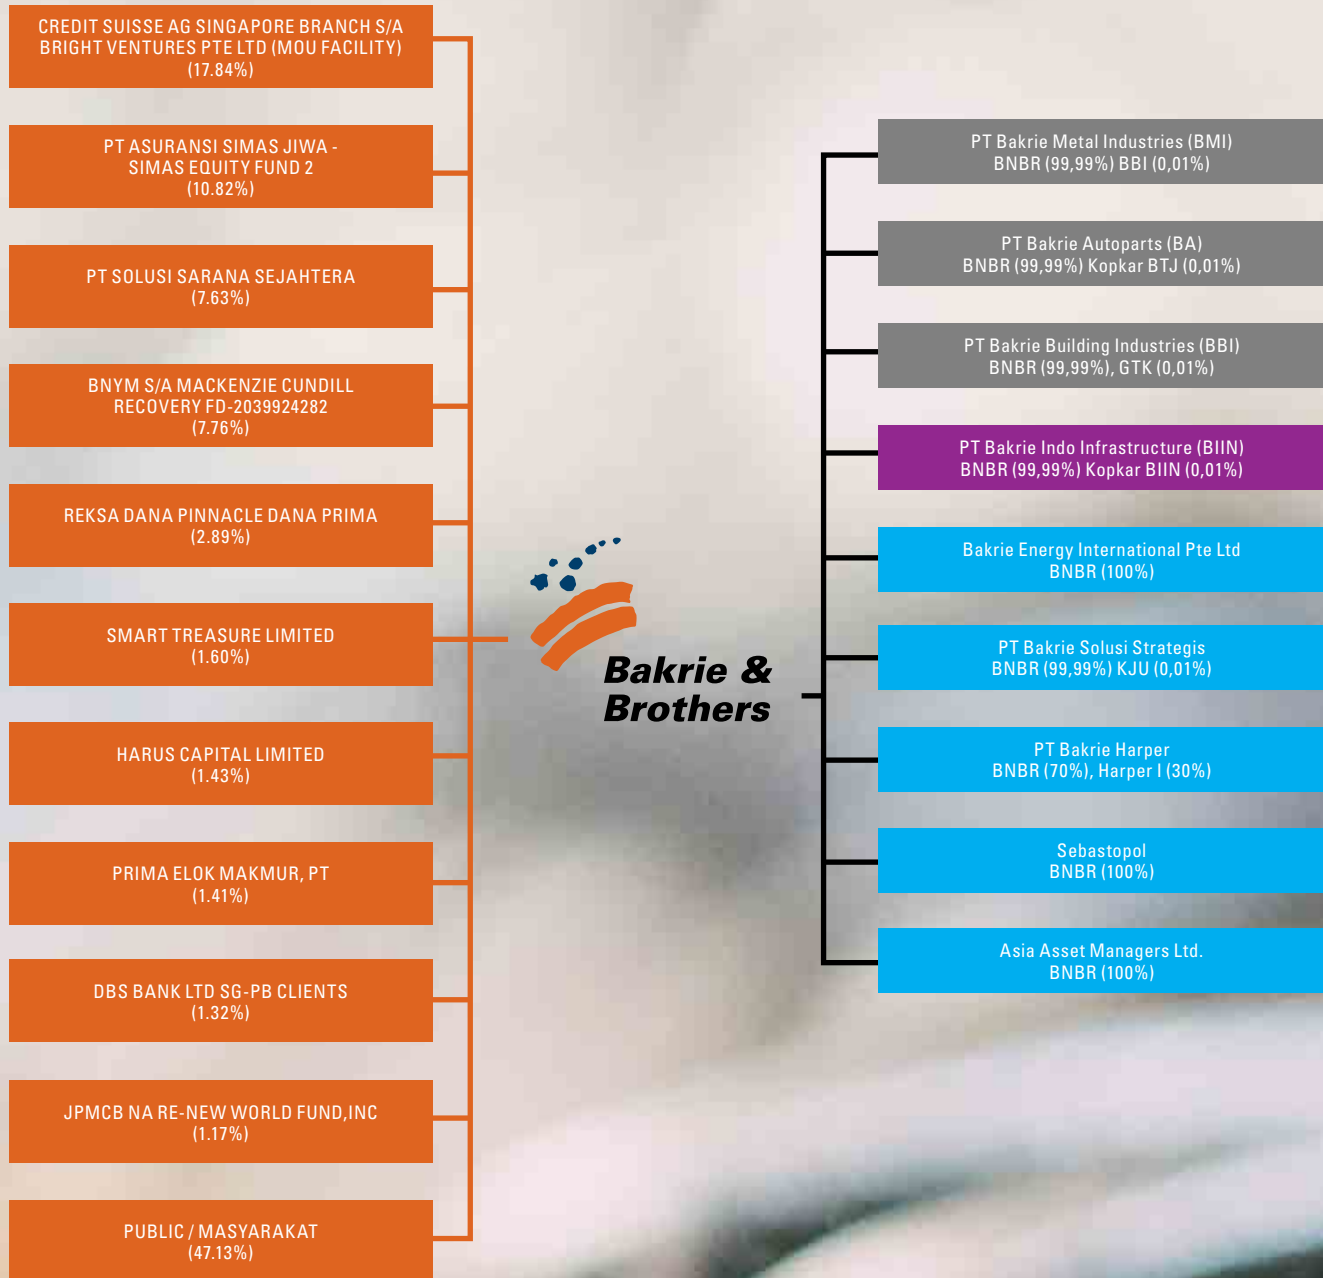 CREDIT SUISSE AG SINGAPORE BRANCH S/A
BRIGHT VENTURES PTE LTD (MOU FACILITY)
(17.84%)
PT ASURANSI SIMAS JIWA -
SIMAS EQUITY FUND 2
(10.82%)
PT SOLUSI SARANA SEJAHTERA
(7.63%)
BNYM S/A MACKENZIE CUNDILL
RECOVERY FD-2039924282
(7.76%)
REKSA DANA PINNACLE DANA PRIMA
(2.89%)
SMART TREASURE LIMITED
(1.60%)
HARUS CAPITAL LIMITED
(1.43%)
PRIMA ELOK MAKMUR, PT
(1.41%)
DBS BANK LTD SG-PB CLIENTS
(1.32%)
JPMCB NA RE-NEW WORLD FUND,INC
(1.17%)
PUBLIC / MASYARAKAT
(47.13%)
Bakrie &
Brothers
PT Bakrie Metal Industries (BMI)
BNBR (99,99%) BBI (0,01%)
PT Bakrie Autoparts (BA)
BNBR (99,99%) Kopkar BTJ (0,01%)
PT Bakrie Building Industries (BBI)
BNBR (99,99%), GTK (0,01%)
PT Bakrie Indo Infrastructure (BIIN)
BNBR (99,99%) Kopkar BIIN (0,01%)
Bakrie Energy International Pte Ltd
BNBR (100%)
PT Bakrie Solusi Strategis
BNBR (99,99%) KJU (0,01%)
PT Bakrie Harper
BNBR (70%), Harper I (30%)
Sebastopol
BNBR (100%)
Asia Asset Managers Ltd.
BNBR (100%)